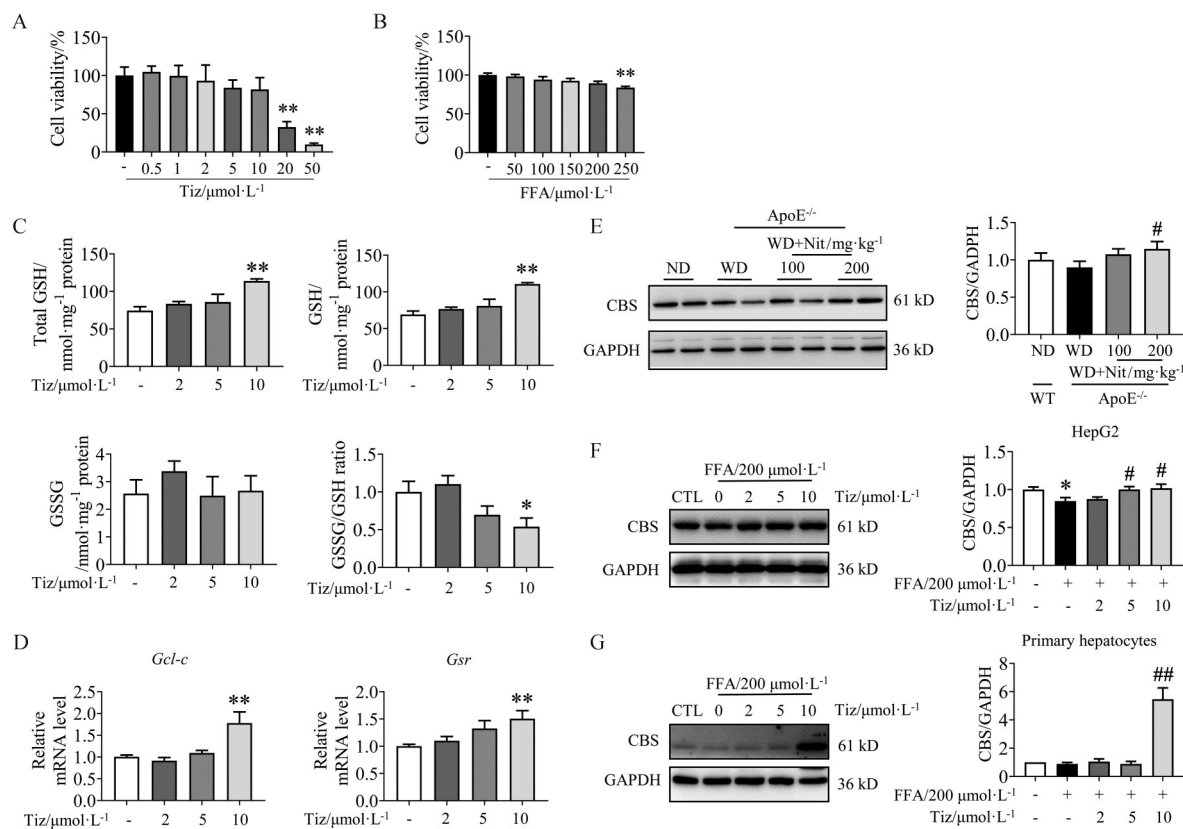 A
Cell viability/%
150
100
50
0
** **
- 0.5 1 2 5 10 20 50
Tiz/μmol·L-1
B
Cell viability/%
150
100
50
0
**
- 50 100 150 200 250
FFA/μmol·L-1
C
Total GSH/
nmol·mg-1 protein
150
100
50
0
**
Tiz/μmol·L-1 - 2 5 10
GSH/
nmol·mg-1 protein
150
100
50
0
**
Tiz/μmol·L-1 - 2 5 10
GSSG
/nmol·mg-1 protein
4
3
2
1
0
Tiz/μmol·L-1 - 2 5 10
GSSG/GSH ratio
1.5
1.0
0.5
0.0
*
Tiz/μmol·L-1 - 2 5 10
D
Gcl-c
Relative
mRNA level
2.5
2.0
1.5
1.0
0.5
0.0
**
Tiz/μmol·L-1 - 2 5 10
Gsr
Relative
mRNA level
2.0
1.5
1.0
0.5
0.0
**
Tiz/μmol·L-1 - 2 5 10
E
ApoE-/-
WD+Nit/mg·kg-1
ND WD 100 200
CBS 61 kD
GAPDH 36 kD
CBS/GADPH
1.5
1.0
0.5
0.0
#
ND WD 100 200
WD+Nit/mg·kg-1
WT ApoE-/-
F
FFA/200 μmol·L-1
CTL 0 2 5 10 Tiz/μmol·L-1
CBS 61 kD
GAPDH 36 kD
HepG2
CBS/GAPDH
1.5
1.0
0.5
0.0
* # #
FFA/200 μmol·L-1 - + + + +
Tiz/μmol·L-1 - - 2 5 10
G
FFA/200 μmol·L-1
CTL 0 2 5 10 Tiz/μmol·L-1
CBS 61 kD
GAPDH 36 kD
Primary hepatocytes
CBS/GAPDH
8
6
4
2
0
##
FFA/200 μmol·L-1 - + + + +
Tiz/μmol·L-1 - - 2 5 10